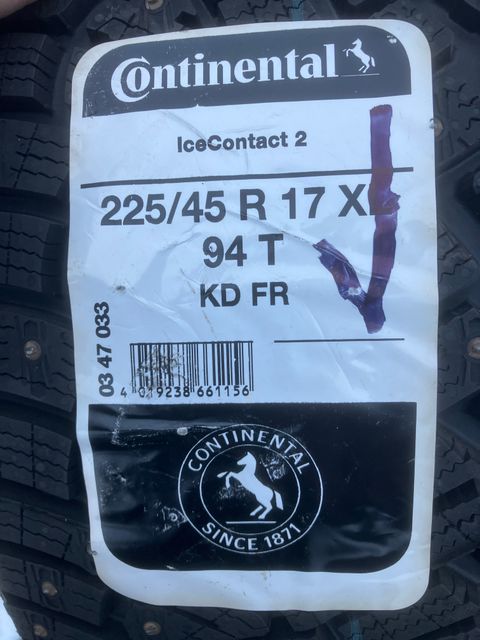 Continental
IceContact 2
225/45 R 17 XL
94 T
KD FR
03 47 033
4 019238 661156
CONTINENTAL
SINCE 1871